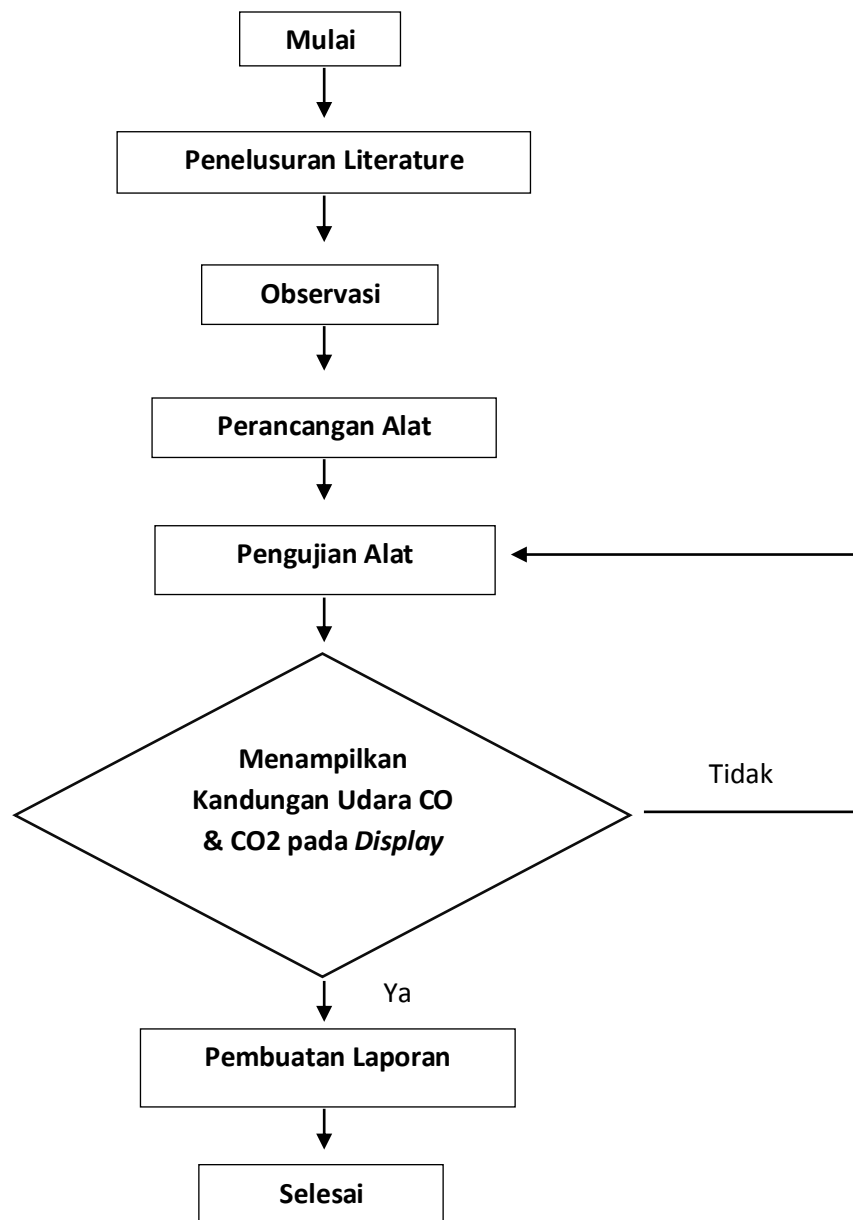 Mulai
Penelusuran Literature
Observasi
Perancangan Alat
Pengujian Alat
Menampilkan
Kandungan Udara CO
& CO2 pada Display
Tidak
Ya
Pembuatan Laporan
Selesai